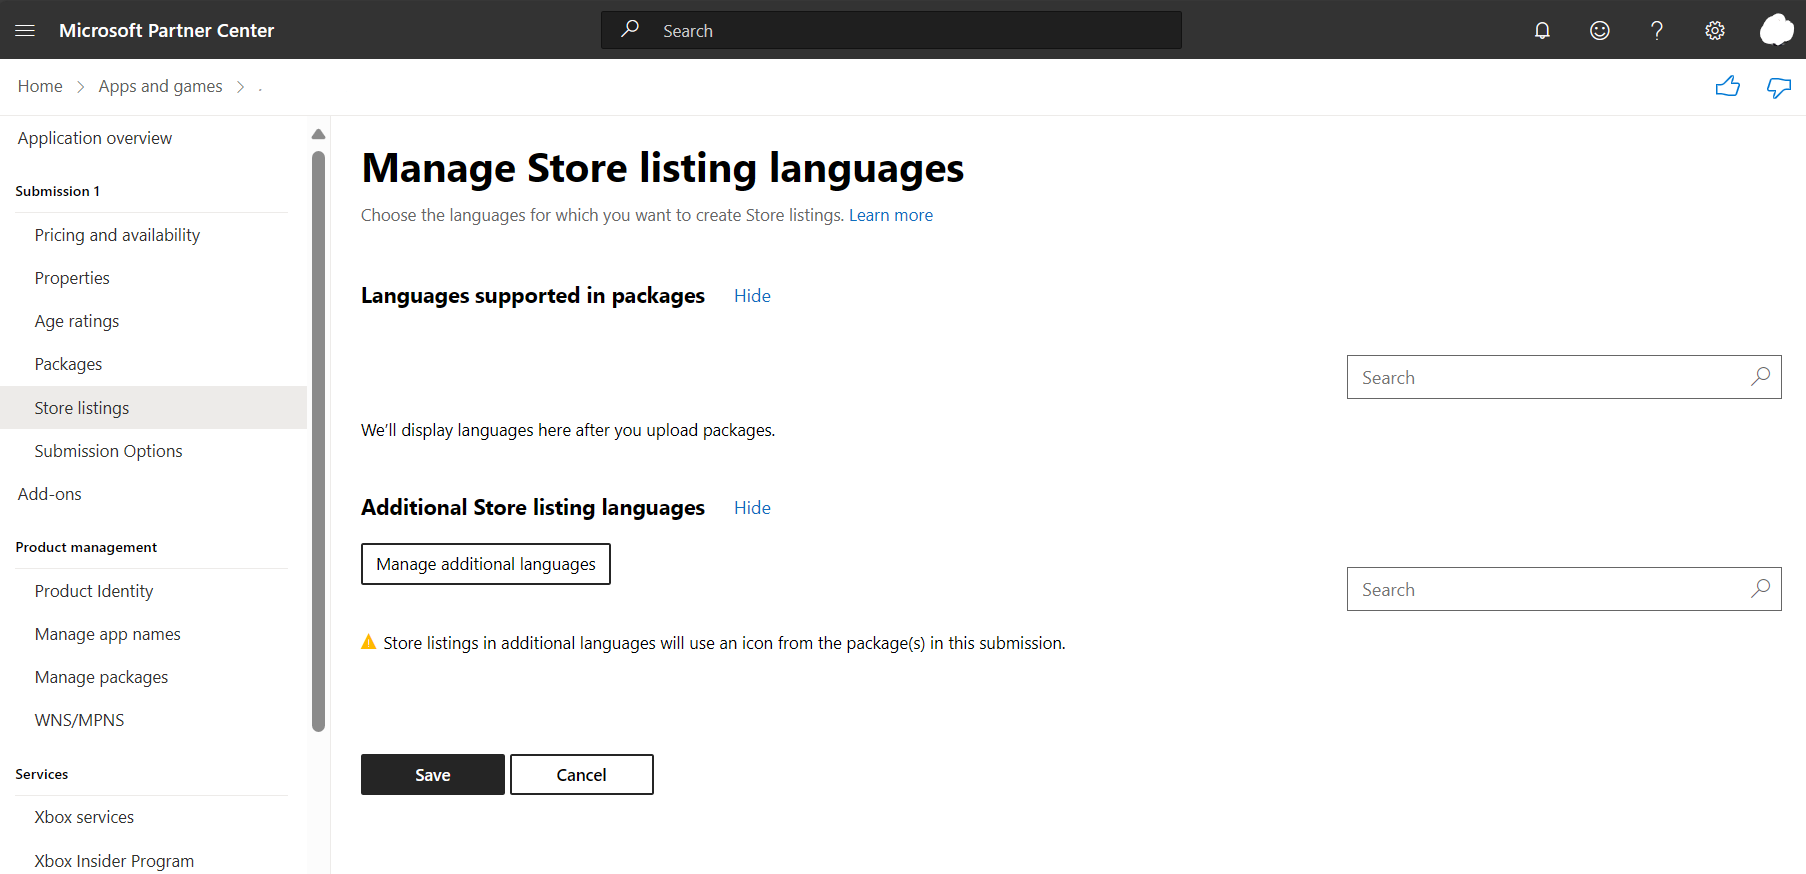 Microsoft Partner Center
Search
Home > Apps and games > .
Application overview
Submission 1
Pricing and availability
Properties
Age ratings
Packages
Store listings
Submission Options
Add-ons
Product management
Product Identity
Manage app names
Manage packages
WNS/MPNS
Services
Xbox services
Xbox Insider Program
Manage Store listing languages
Choose the languages for which you want to create Store listings. Learn more
Languages supported in packages Hide
Search
We’ll display languages here after you upload packages.
Additional Store listing languages Hide
Manage additional languages
Search
Store listings in additional languages will use an icon from the package(s) in this submission.
Save Cancel